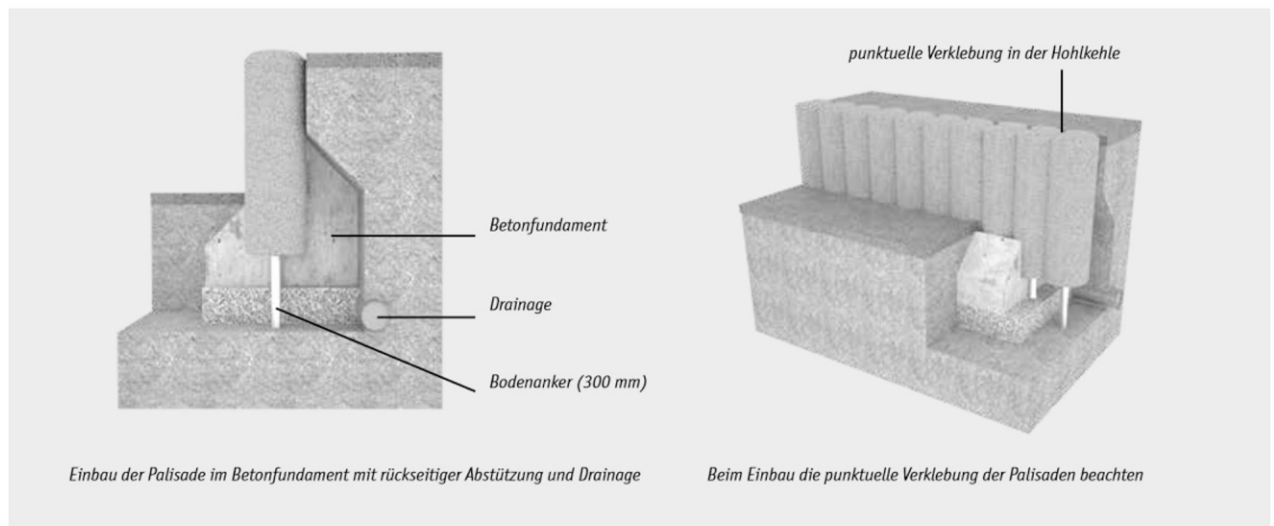 punktuelle Verklebung in der Hohlkehle
Betonfundament
Drainage
Bodenanker (300 mm)
Einbau der Palisade im Betonfundament mit rückseitiger Abstützung und Drainage
Beim Einbau die punktuelle Verklebung der Palisaden beachten